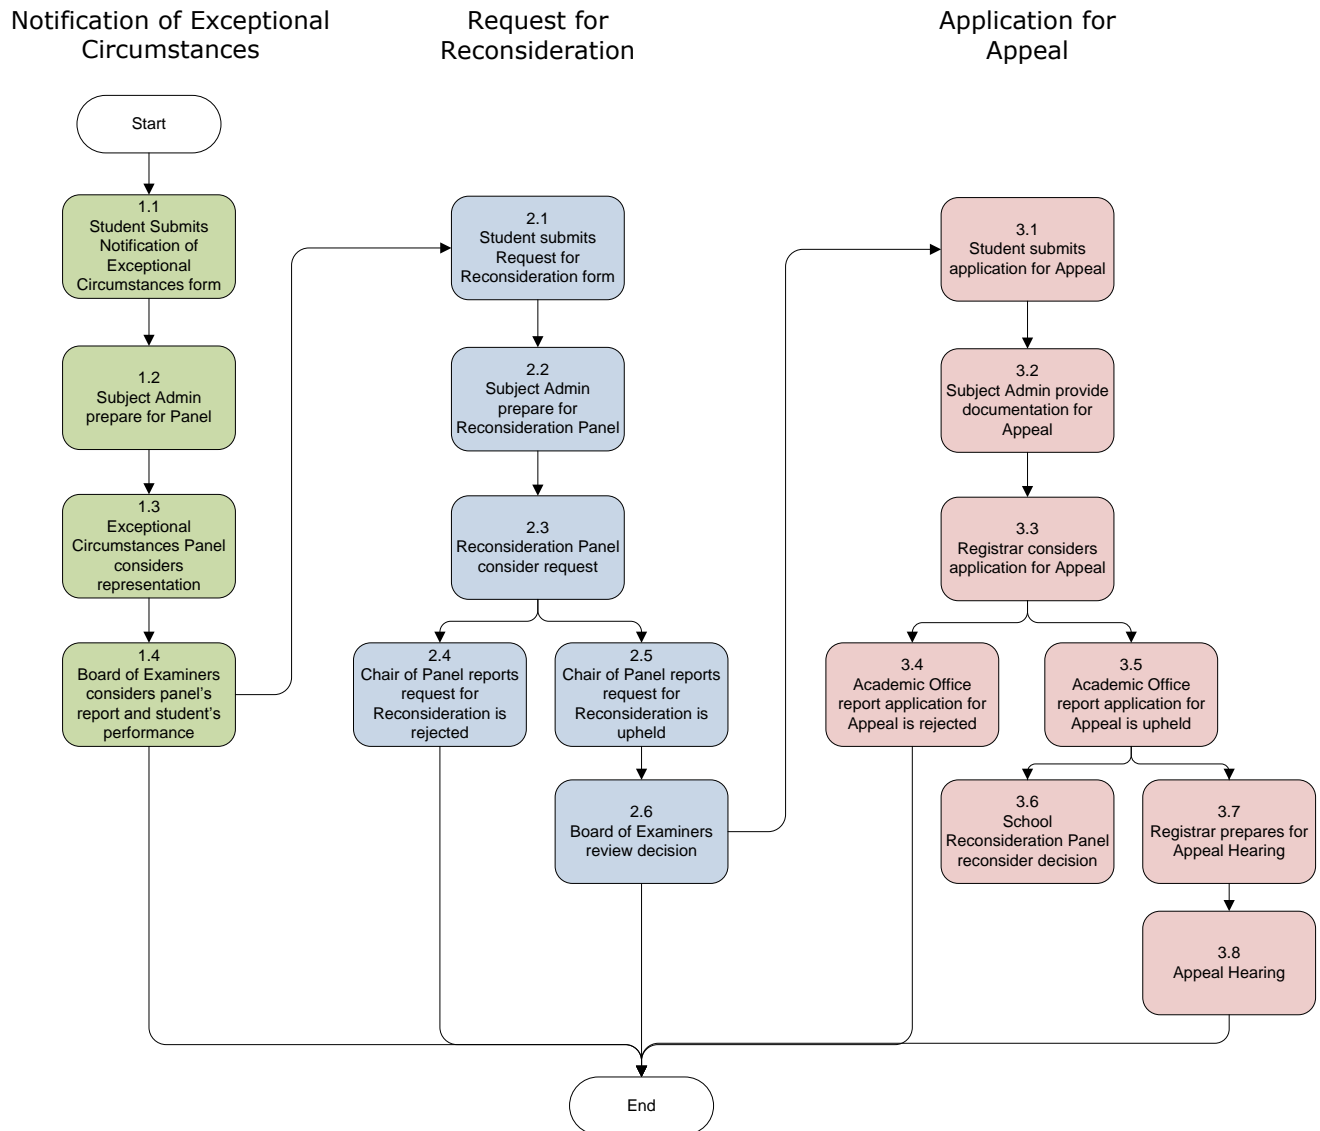 Notification of Exceptional
Circumstances
Request for
Reconsideration
Application for
Appeal
Start
1.1
Student Submits
Notification of
Exceptional
Circumstances form
1.2
Subject Admin
prepare for Panel
1.3
Exceptional
Circumstances Panel
considers
representation
1.4
Board of Examiners
considers panel's
report and student's
performance
2.1
Student submits
Request for
Reconsideration form
2.2
Subject Admin
prepare for
Reconsideration Panel
2.3
Reconsideration Panel
consider request
2.4
Chair of Panel reports
request for
Reconsideration is
rejected
2.5
Chair of Panel reports
request for
Reconsideration is
upheld
2.6
Board of Examiners
review decision
3.1
Student submits
application for Appeal
3.2
Subject Admin provide
documentation for
Appeal
3.3
Registrar considers
application for Appeal
3.4
Academic Office
report application for
Appeal is rejected
3.5
Academic Office
report application for
Appeal is upheld
3.6
School
Reconsideration Panel
reconsider decision
3.7
Registrar prepares for
Appeal Hearing
3.8
Appeal Hearing
End